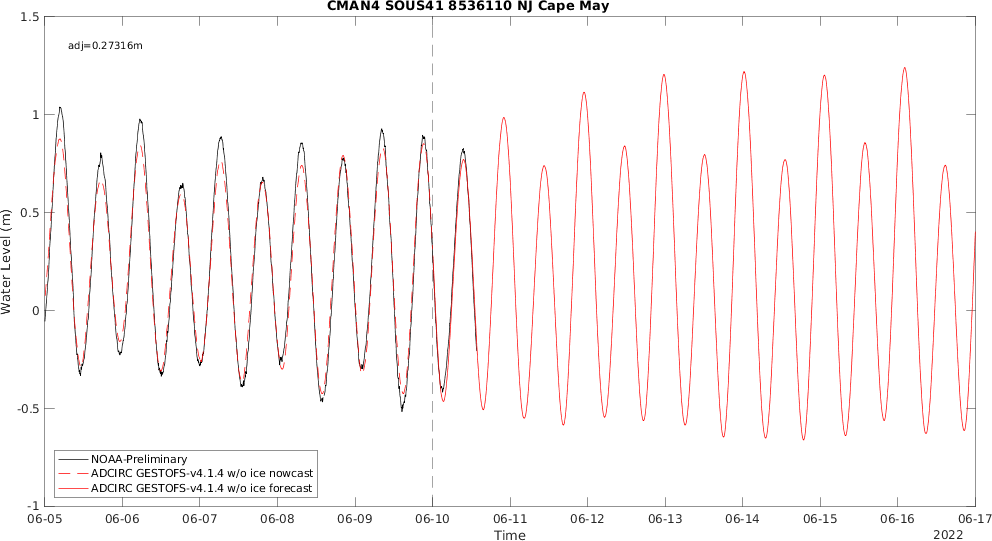 CMAN4 SOUS41 8536110 NJ Cape May
1.5
adj=0.27316m
1
0.5
Water Level (m)
0
-0.5
NOAA-Preliminary
ADCIRC GESTOFS-v4.1.4 w/o ice nowcast
ADCIRC GESTOFS-v4.1.4 w/o ice forecast
-1
06-05 06-06 06-07 06-08 06-09 06-10 06-11 06-12 06-13 06-14 06-15 06-16 06-17
Time
2022